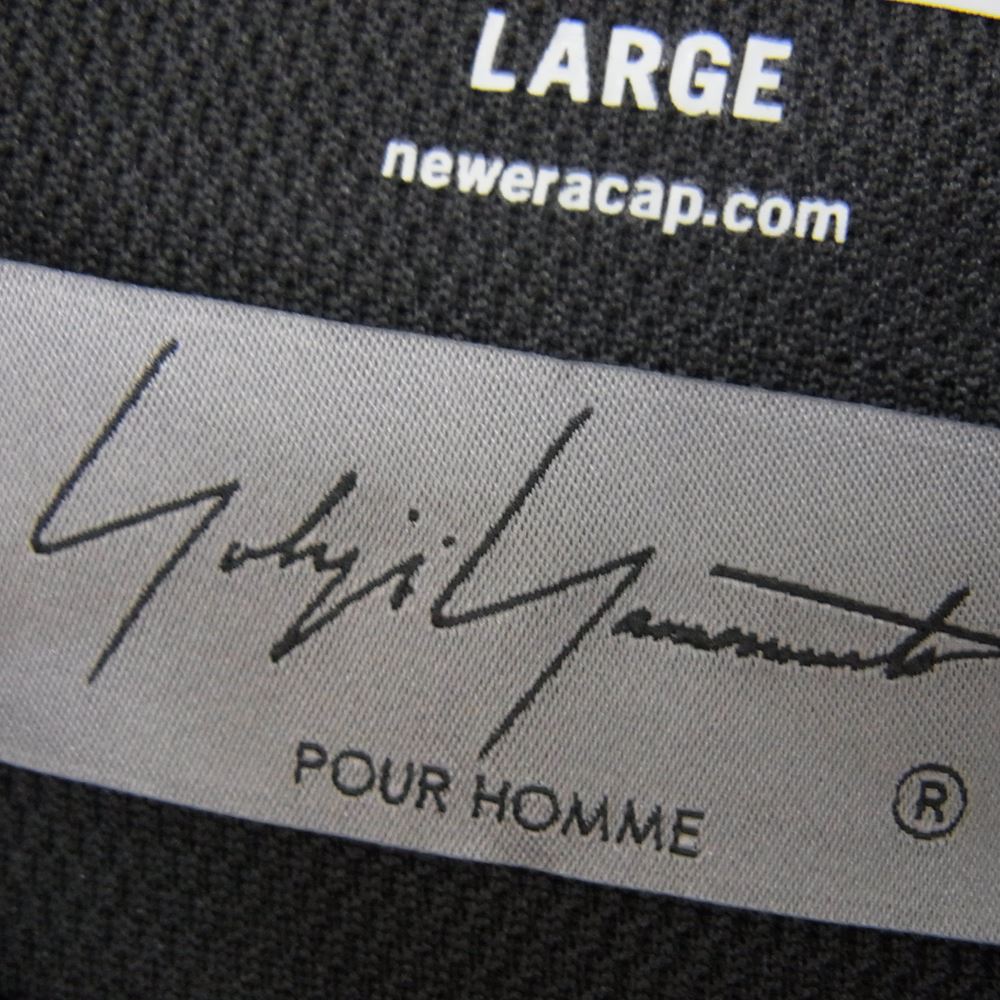 LARGE
neweracap.com
Yohji Yamamoto
POUR HOMME
®